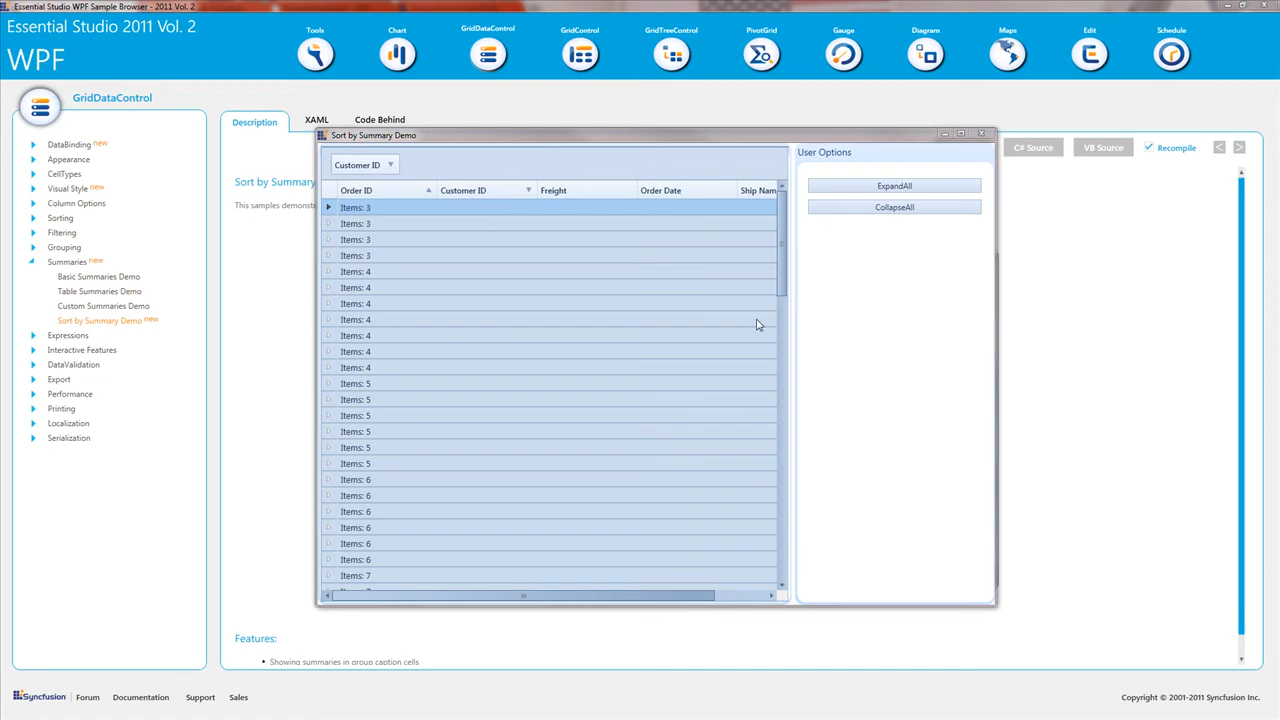 Essential Studio WPF Sample Browser - 2011 Vol. 2
Essential Studio 2011 Vol. 2
WPF
Tools
Chart
GridDataControl
GridControl
GridTreeControl
PivotGrid
Gauge
Diagram
Maps
Edit
Schedule
GridDataControl
DataBinding new
Appearance
CellTypes
Visual Style new
Column Options
Sorting
Filtering
Grouping
Summaries new
Basic Summaries Demo
Table Summaries Demo
Custom Summaries Demo
Sort by Summary Demo new
Expressions
Interactive Features
DataValidation
Export
Performance
Printing
Localization
Serialization
Description
XAML
Code Behind
C# Source
VB Source
Recompile
Sort by Summary
This samples demonst
Sort by Summary Demo
Customer ID
Order ID
Customer ID
Freight
Order Date
Ship Nam
Items: 3
Items: 3
Items: 3
Items: 3
Items: 4
Items: 4
Items: 4
Items: 4
Items: 4
Items: 4
Items: 4
Items: 5
Items: 5
Items: 5
Items: 5
Items: 5
Items: 5
Items: 6
Items: 6
Items: 6
Items: 6
Items: 6
Items: 6
Items: 7
User Options
ExpandAll
CollapseAll
Features:
• Showing summaries in group caption cells
Syncfusion
Forum
Documentation
Support
Sales
Copyright © 2001-2011 Syncfusion Inc.